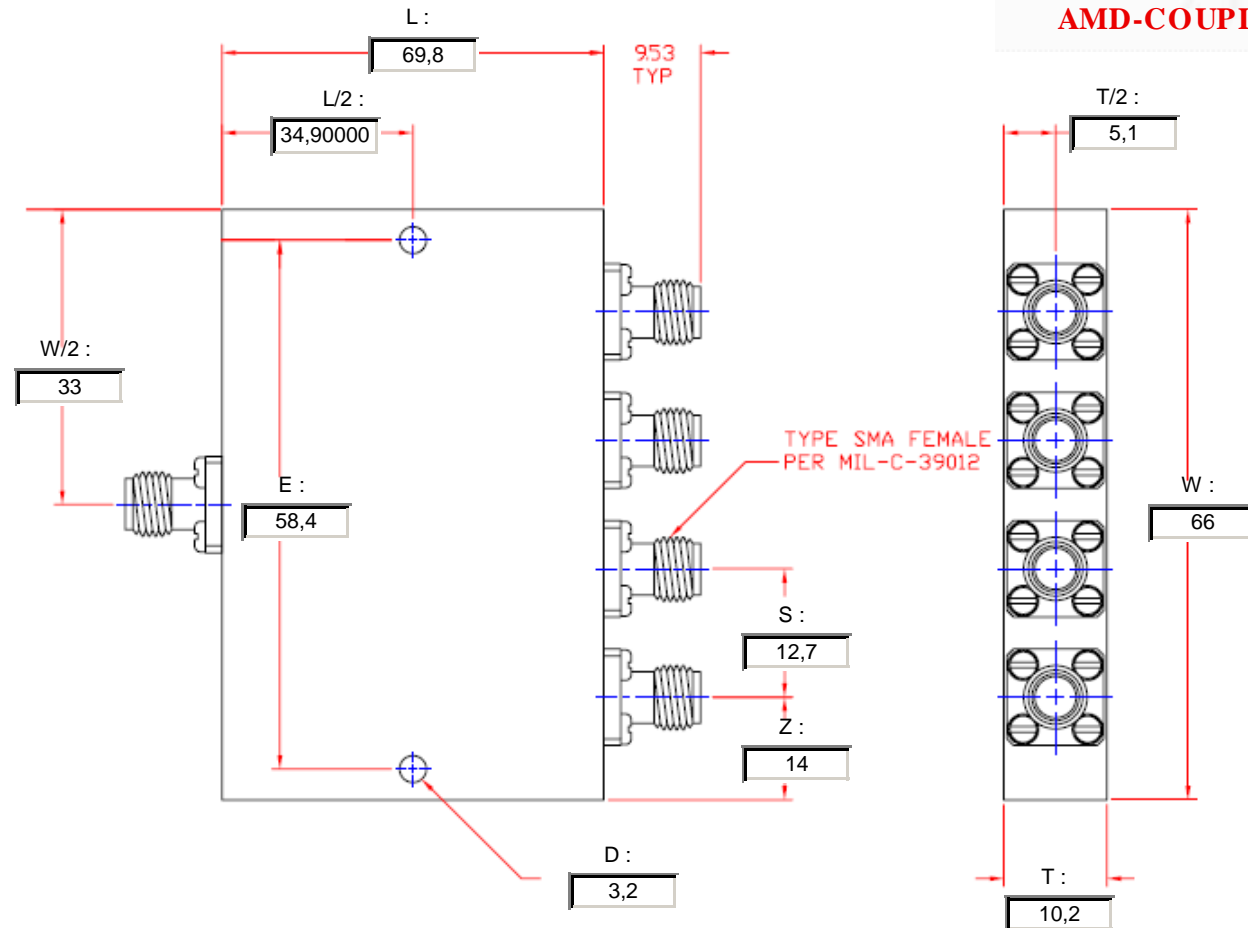 AMD-COUPL
L :
69,8
9.53
TYP
L/2 :
34,90000
T/2 :
5,1
W/2 :
33
TYPE SMA FEMALE
PER MIL-C-39012
E :
58,4
W :
66
S :
12,7
Z :
14
D :
3,2
T :
10,2